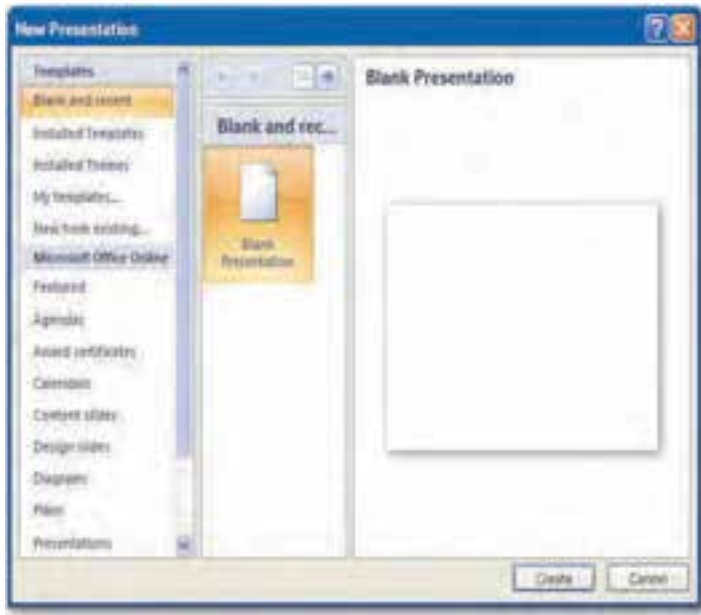 New Presentation
Templates
Blank and recent
Installed Templates
Installed Themes
My templates...
New from existing...
Microsoft Office Online
Featured
Agendas
Award certificates
Calendars
Content slides
Design slides
Diagrams
Plans
Presentations
Blank and rec...
Blank
Presentation
Blank Presentation
Create
Cancel